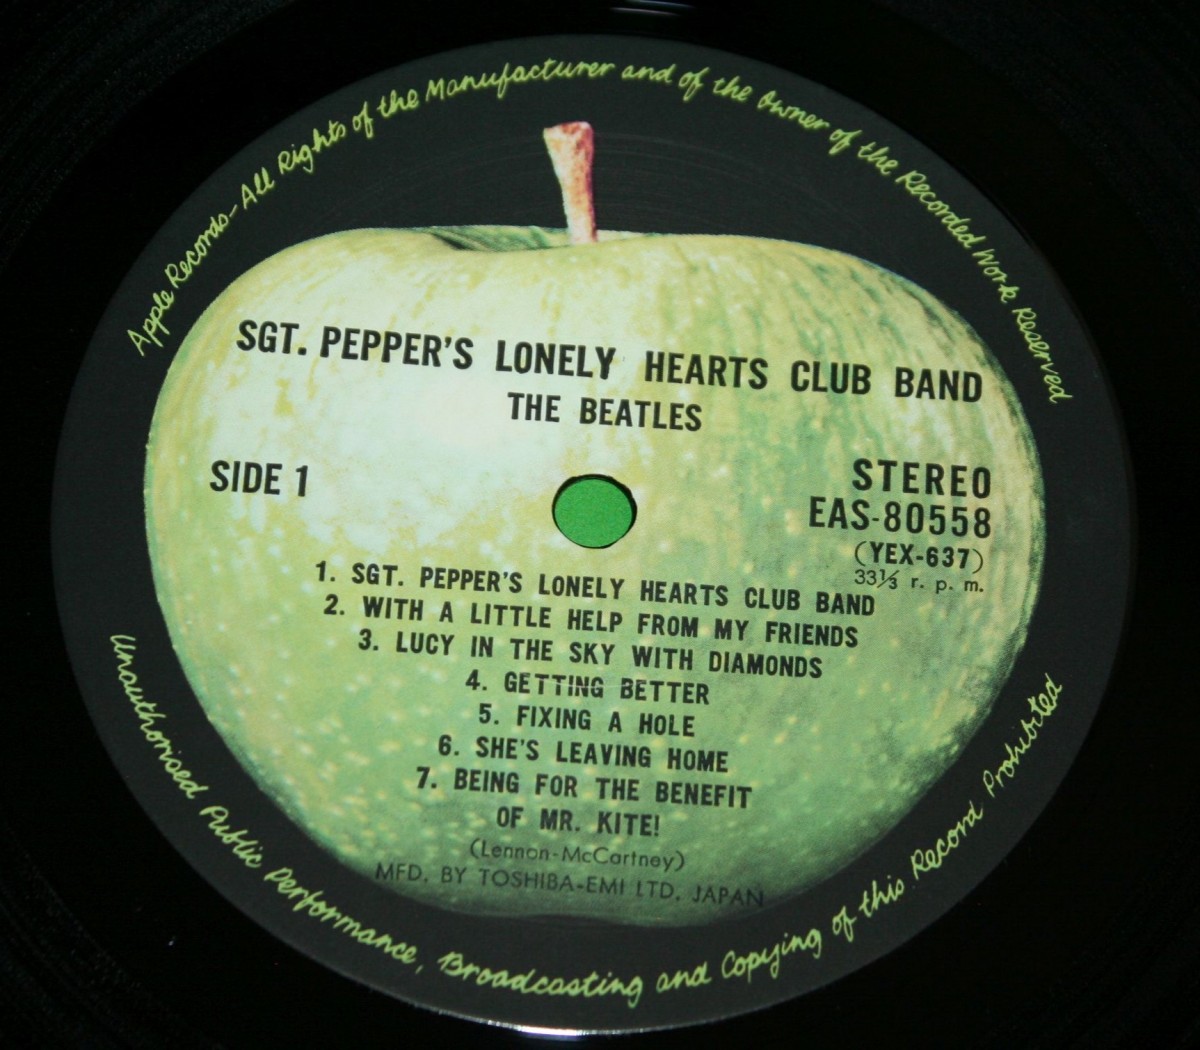 Apple Records-All Rights of the Manufacturer and of the Owner of the Recorded Work Reserved
SGT. PEPPER'S LONELY HEARTS CLUB BAND
THE BEATLES
SIDE 1
STEREO
EAS-80558
(YEX-637)
33⅓ r. p. m.
1. SGT. PEPPER'S LONELY HEARTS CLUB BAND
2. WITH A LITTLE HELP FROM MY FRIENDS
3. LUCY IN THE SKY WITH DIAMONDS
4. GETTING BETTER
5. FIXING A HOLE
6. SHE'S LEAVING HOME
7. BEING FOR THE BENEFIT
OF MR. KITE!
(Lennon-McCartney)
MFD. BY TOSHIBA-EMI LTD. JAPAN
Unauthorised Public Performance, Broadcasting and Copying of this Record Prohibited